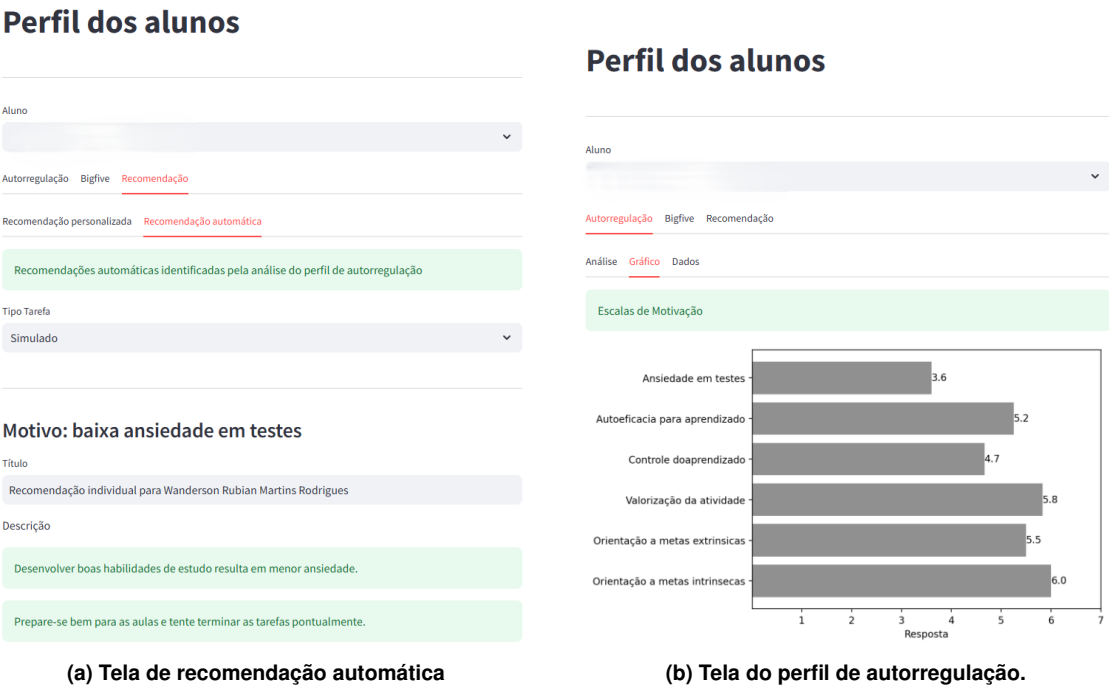 Perfil dos alunos
Aluno
Autorregulação Bigfive Recomendação
Recomendação personalizada Recomendação automática
Recomendações automáticas identificadas pela análise do perfil de autorregulação
Tipo Tarefa
Simulado
Motivo: baixa ansiedade em testes
Título
Recomendação individual para Wanderson Rubian Martins Rodrigues
Descrição
Desenvolver boas habilidades de estudo resulta em menor ansiedade.
Prepare-se bem para as aulas e tente terminar as tarefas pontualmente.
(a) Tela de recomendação automática
Perfil dos alunos
Aluno
Autorregulação Bigfive Recomendação
Análise Gráfico Dados
Escalas de Motivação
Ansiedade em testes 3.6
Autoeficacia para aprendizado 5.2
Controle doaprendizado 4.7
Valorização da atividade 5.8
Orientação a metas extrinsicas 5.5
Orientação a metas intrinsecas 6.0
1 2 3 4 5 6 7
Resposta
(b) Tela do perfil de autorregulação.